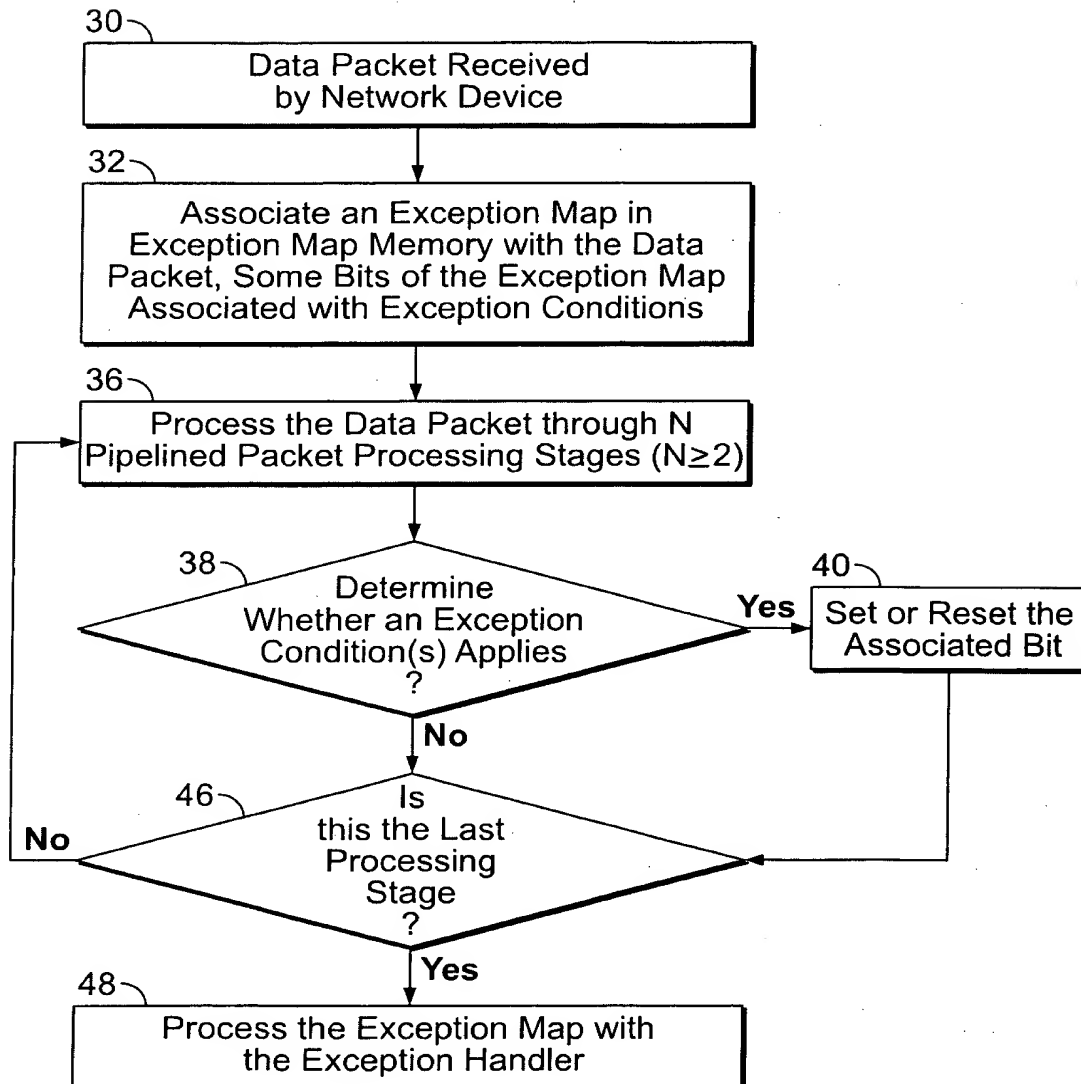 30
Data Packet Received
by Network Device
32
Associate an Exception Map in
Exception Map Memory with the Data
Packet, Some Bits of the Exception Map
Associated with Exception Conditions
36
Process the Data Packet through N
Pipelined Packet Processing Stages (N≥2)
38
Determine
Whether an Exception
Condition(s) Applies
?
Yes
40
Set or Reset the
Associated Bit
No
46
Is
this the Last
Processing
Stage
?
No
Yes
48
Process the Exception Map with
the Exception Handler